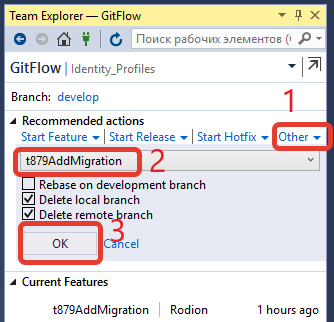 Team Explorer — GitFlow
Поиск рабочих элементов (С
GitFlow | Identity_Profiles
Branch: develop
1
Recommended actions
Start Feature | Start Release | Start Hotfix | Other
t879AddMigration
2
Rebase on development branch
Delete local branch
Delete remote branch
3
OK Cancel
Current Features
t879AddMigration Rodion 1 hours ago